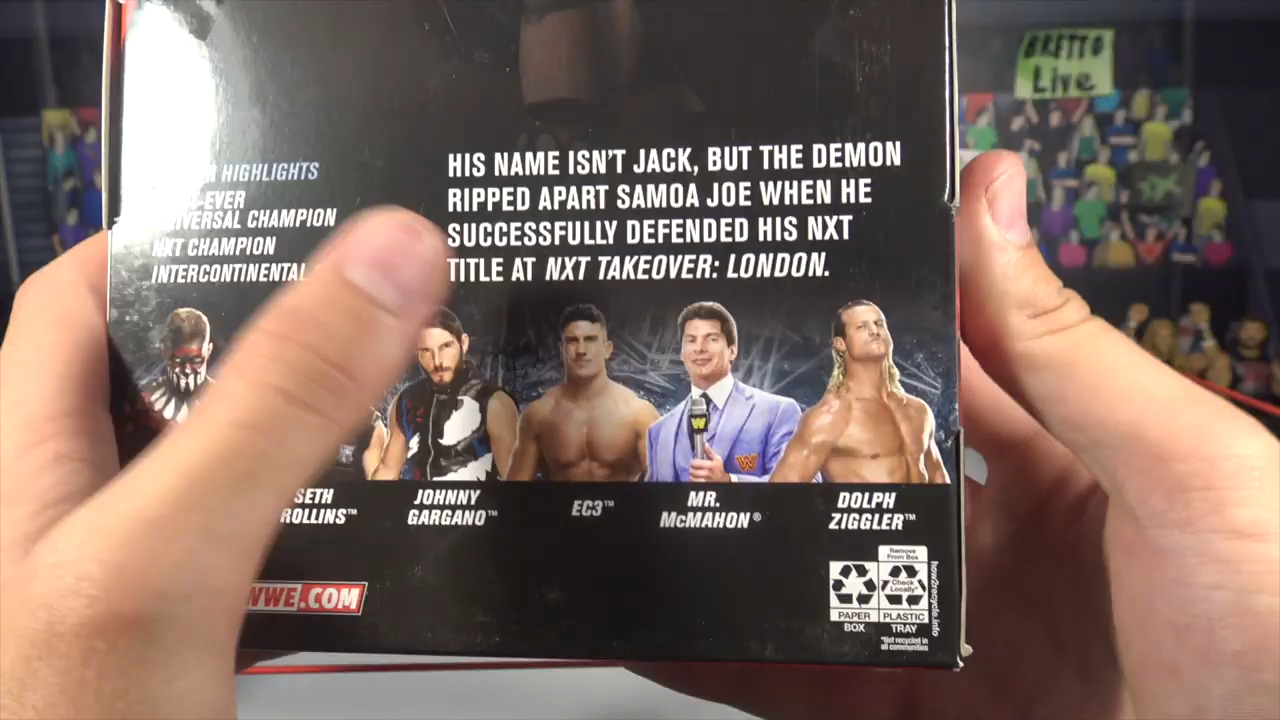 BRETTO
Live
HIGHLIGHTS
-EVER
IVERSAL CHAMPION
NXT CHAMPION
INTERCONTINENTAL
HIS NAME ISN'T JACK, BUT THE DEMON
RIPPED APART SAMOA JOE WHEN HE
SUCCESSFULLY DEFENDED HIS NXT
TITLE AT NXT TAKEOVER: LONDON.
SETH
ROLLINS™
JOHNNY
GARGANO™
EC3™
MR.
McMAHON®
DOLPH
ZIGGLER™
WWE.COM
Remove
From Box
Check
Locally*
PAPER
BOX
PLASTIC
TRAY
*Not recycled in
all communities
how2recycle.info